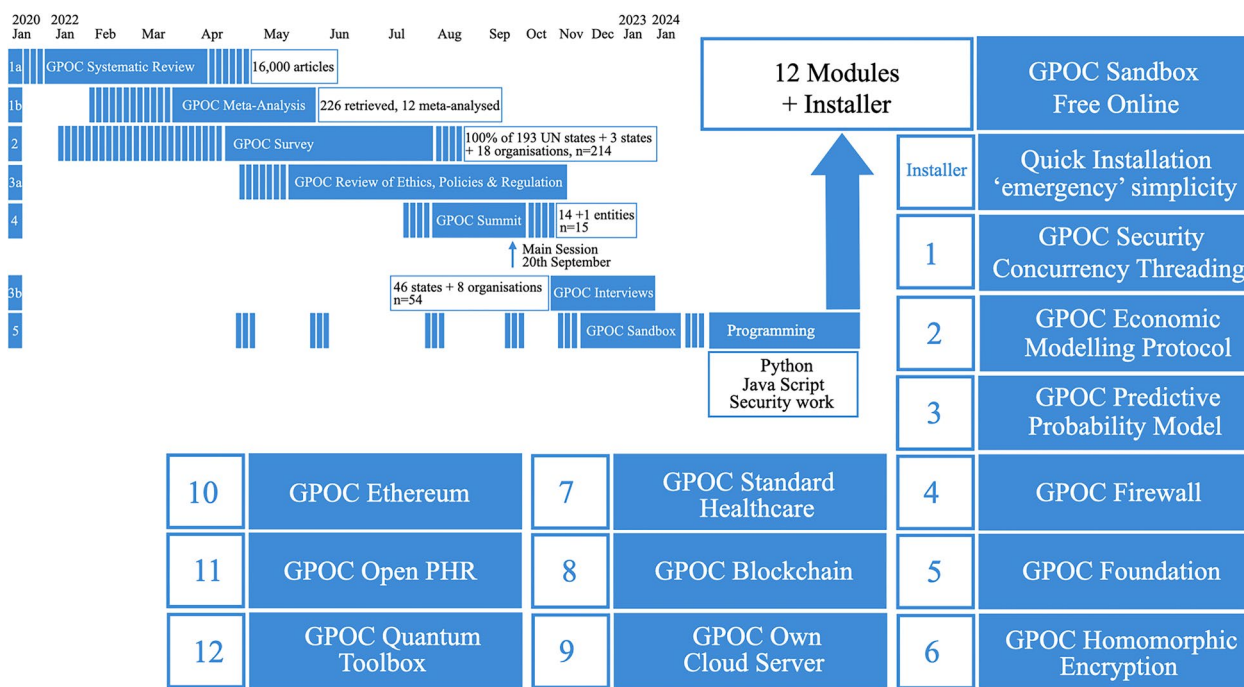 2020 2022 2023 2024
Jan Jan Feb Mar Apr May Jun Jul Aug Sep Oct Nov Dec Jan Jan
1a GPOC Systematic Review 16,000 articles
1b GPOC Meta-Analysis 226 retrieved, 12 meta-analysed
2 GPOC Survey
100% of 193 UN states + 3 states
+ 18 organisations, n=214
3a GPOC Review of Ethics, Policies & Regulation
4 GPOC Summit
14 +1 entities
n=15
Main Session
20th September
3b
46 states + 8 organisations
n=54
GPOC Interviews
5 GPOC Sandbox Programming
Python
Java Script
Security work
12 Modules
+ Installer
GPOC Sandbox
Free Online
Installer
Quick Installation
‘emergency’ simplicity
1
GPOC Security
Concurrency Threading
2
GPOC Economic
Modelling Protocol
3
GPOC Predictive
Probability Model
4 GPOC Firewall
5 GPOC Foundation
6
GPOC Homomorphic
Encryption
7
GPOC Standard
Healthcare
8 GPOC Blockchain
9
GPOC Own
Cloud Server
10 GPOC Ethereum
11 GPOC Open PHR
12
GPOC Quantum
Toolbox